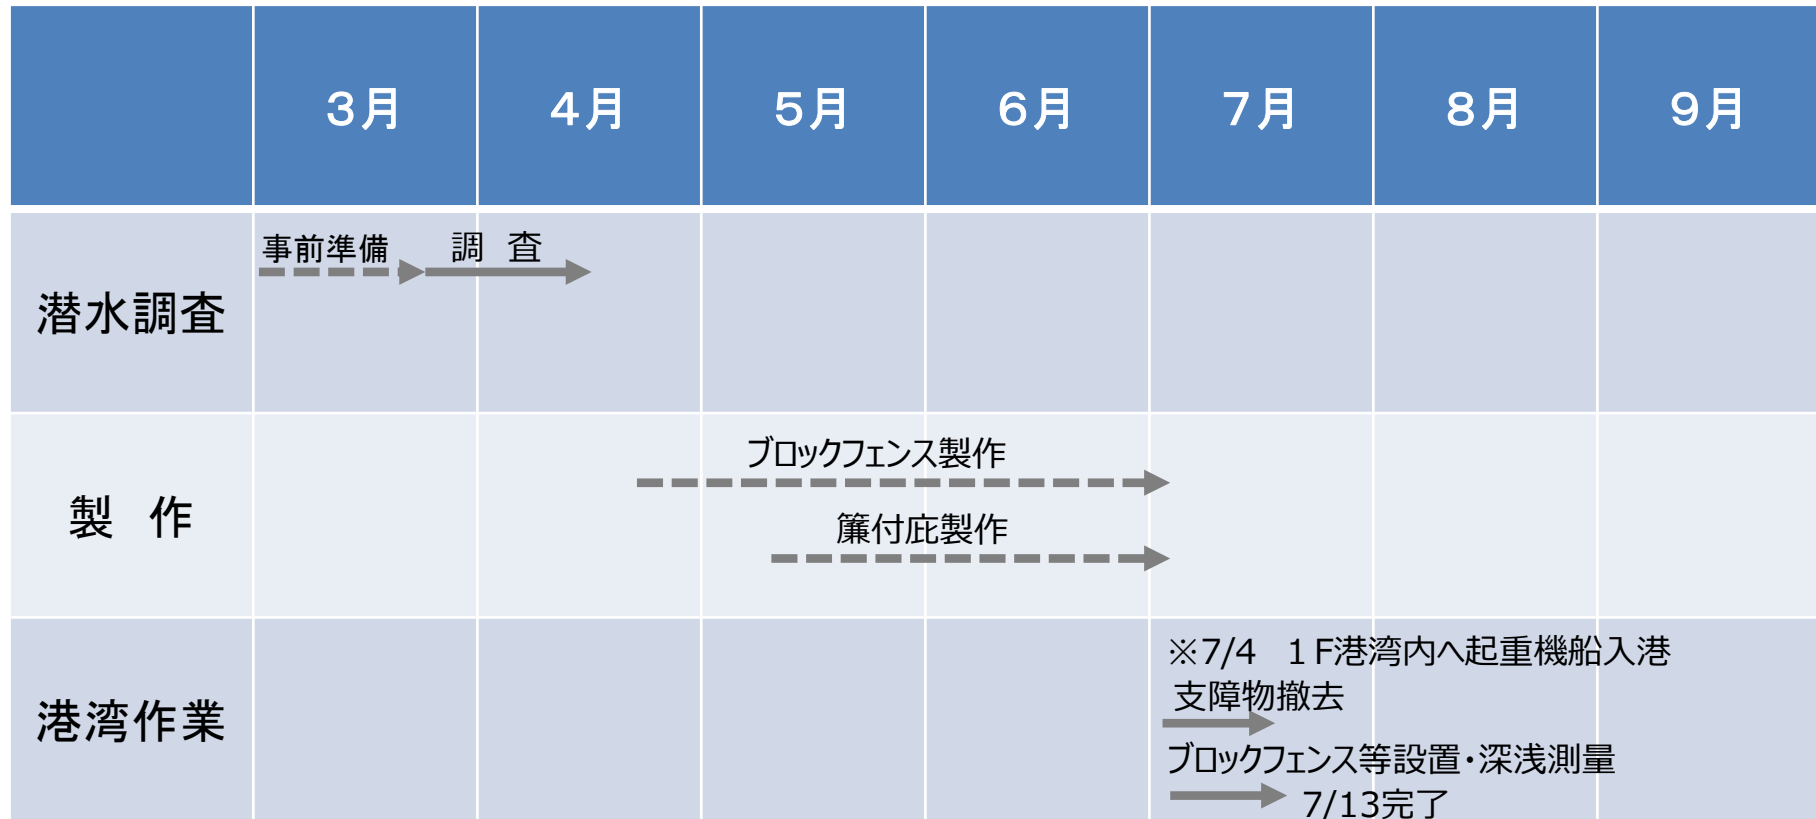 3月 4月 5月 6月 7月 8月 9月
潜水調査
事前準備 調 査
製 作
ブロックフェンス製作
簾付庇製作
港湾作業
※7/4 １F港湾内へ起重機船入港
支障物撤去
ブロックフェンス等設置・深浅測量
7/13完了